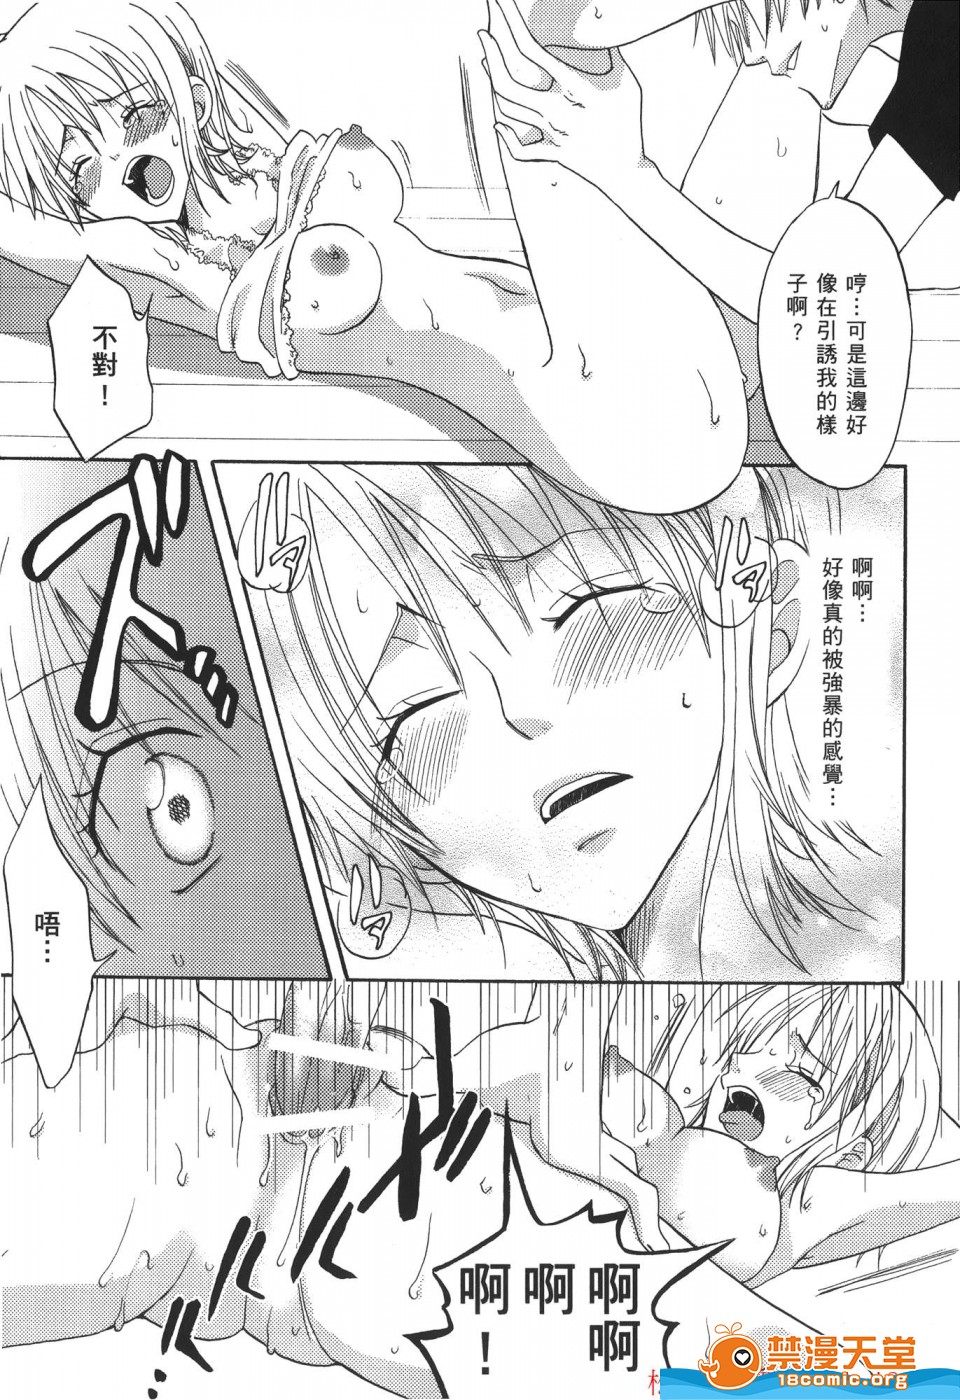 哼…可是這邊好
像在引誘我的樣
子啊？
不對！
啊啊…
好像真的被強暴的感覺…
ズズ…
唔…
啊啊
啊
啊！
禁漫天堂
18comic.org